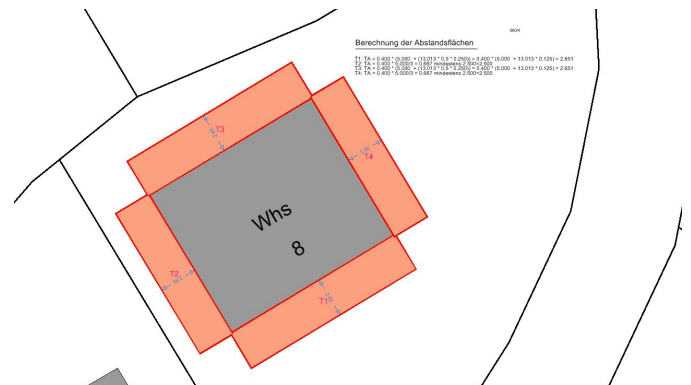 Berechnung der Abstandsflächen
T1: TA = 0.400 * (5.000 + (13.013 * 0.5 * 0.250)) = 0.400 * (5.000 + 13.013 * 0.125) = 2.651
T2: TA = 0.400 * 5.000/3 = 0.667 mindestens 2.500=2.500
T3: TA = 0.400 * (5.000 + (13.013 * 0.5 * 0.250)) = 0.400 * (5.000 + 13.013 * 0.125) = 2.651
T4: TA = 0.400 * 5.000/3 = 0.667 mindestens 2.500=2.500
T3
T4
Whs
8
T2
T1